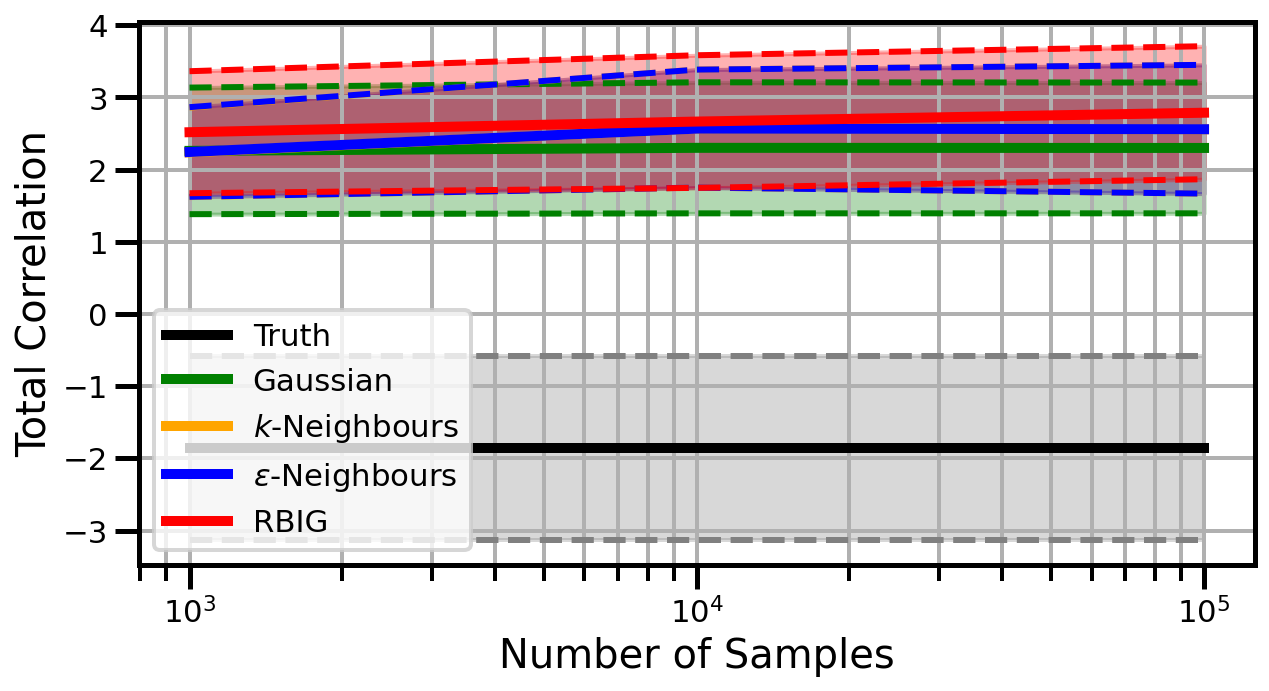 4
3
2
1
0
−1
−2
−3
Total Correlation
Truth
Gaussian
k-Neighbours
ε-Neighbours
RBIG
10³
10⁴
10⁵
Number of Samples